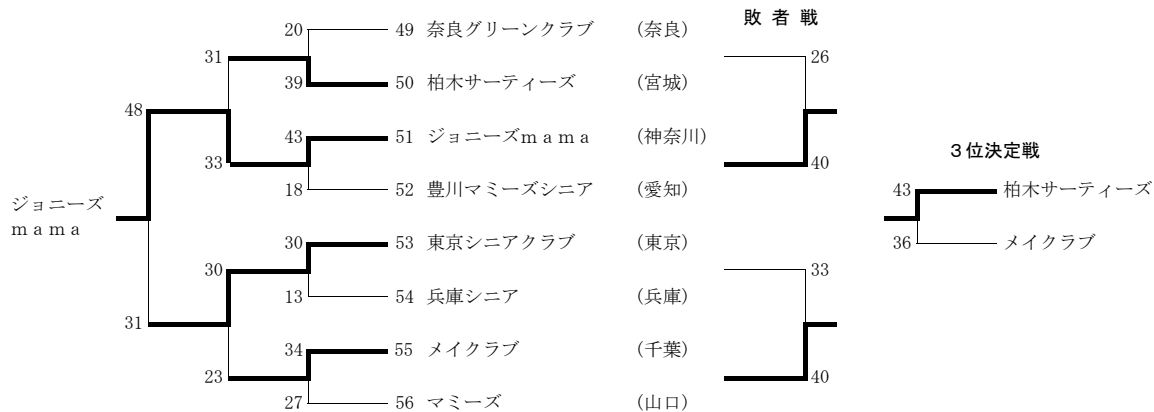 敗 者 戦
20 49 奈良グリーンクラブ (奈良)
31 26
39 50 柏木サーティーズ (宮城)
48
43 51 ジョニーズｍａｍａ (神奈川)
33 40
３位決定戦
18 52 豊川マミーズシニア (愛知)
43 柏木サーティーズ
ジョニーズ
ｍａｍａ
30 53 東京シニアクラブ (東京)
36 メイクラブ
30 33
13 54 兵庫シニア (兵庫)
31
34 55 メイクラブ (千葉)
23 40
27 56 マミーズ (山口)